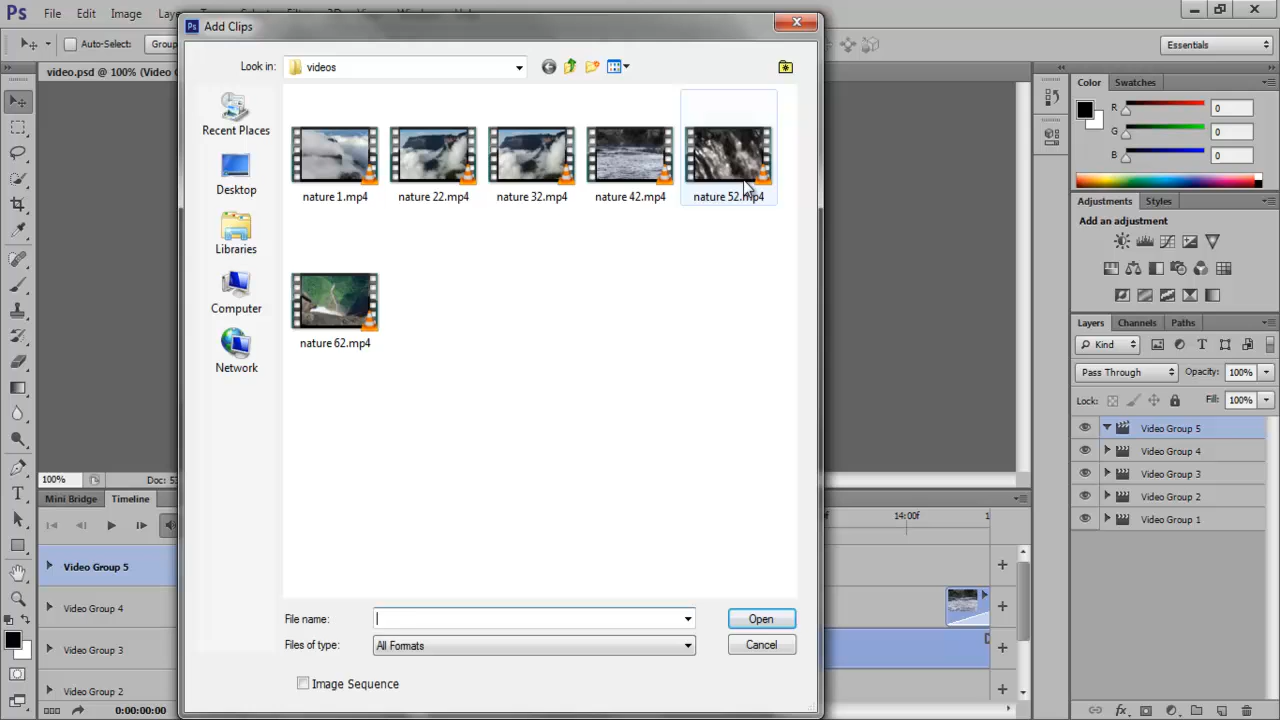 Ps File Edit Image
Ps Add Clips
Auto-Select:
Essentials
video.psd @ 100% (Video
Look in: videos
Recent Places
Desktop
Libraries
Computer
Network
nature 1.mp4 nature 22.mp4 nature 32.mp4 nature 42.mp4 nature 52.mp4
nature 62.mp4
File name:
Open
Files of type: All Formats
Cancel
Image Sequence
Color Swatches
R 0
G 0
B 0
Adjustments Styles
Add an adjustment
Layers Channels Paths
Kind
Pass Through Opacity: 100%
Lock: Fill: 100%
Video Group 5
Video Group 4
Video Group 3
Video Group 2
Video Group 1
100% Doc:
Mini Bridge Timeline
14:00f
Video Group 5
Video Group 4
Video Group 3
Video Group 2
0:00:00:00